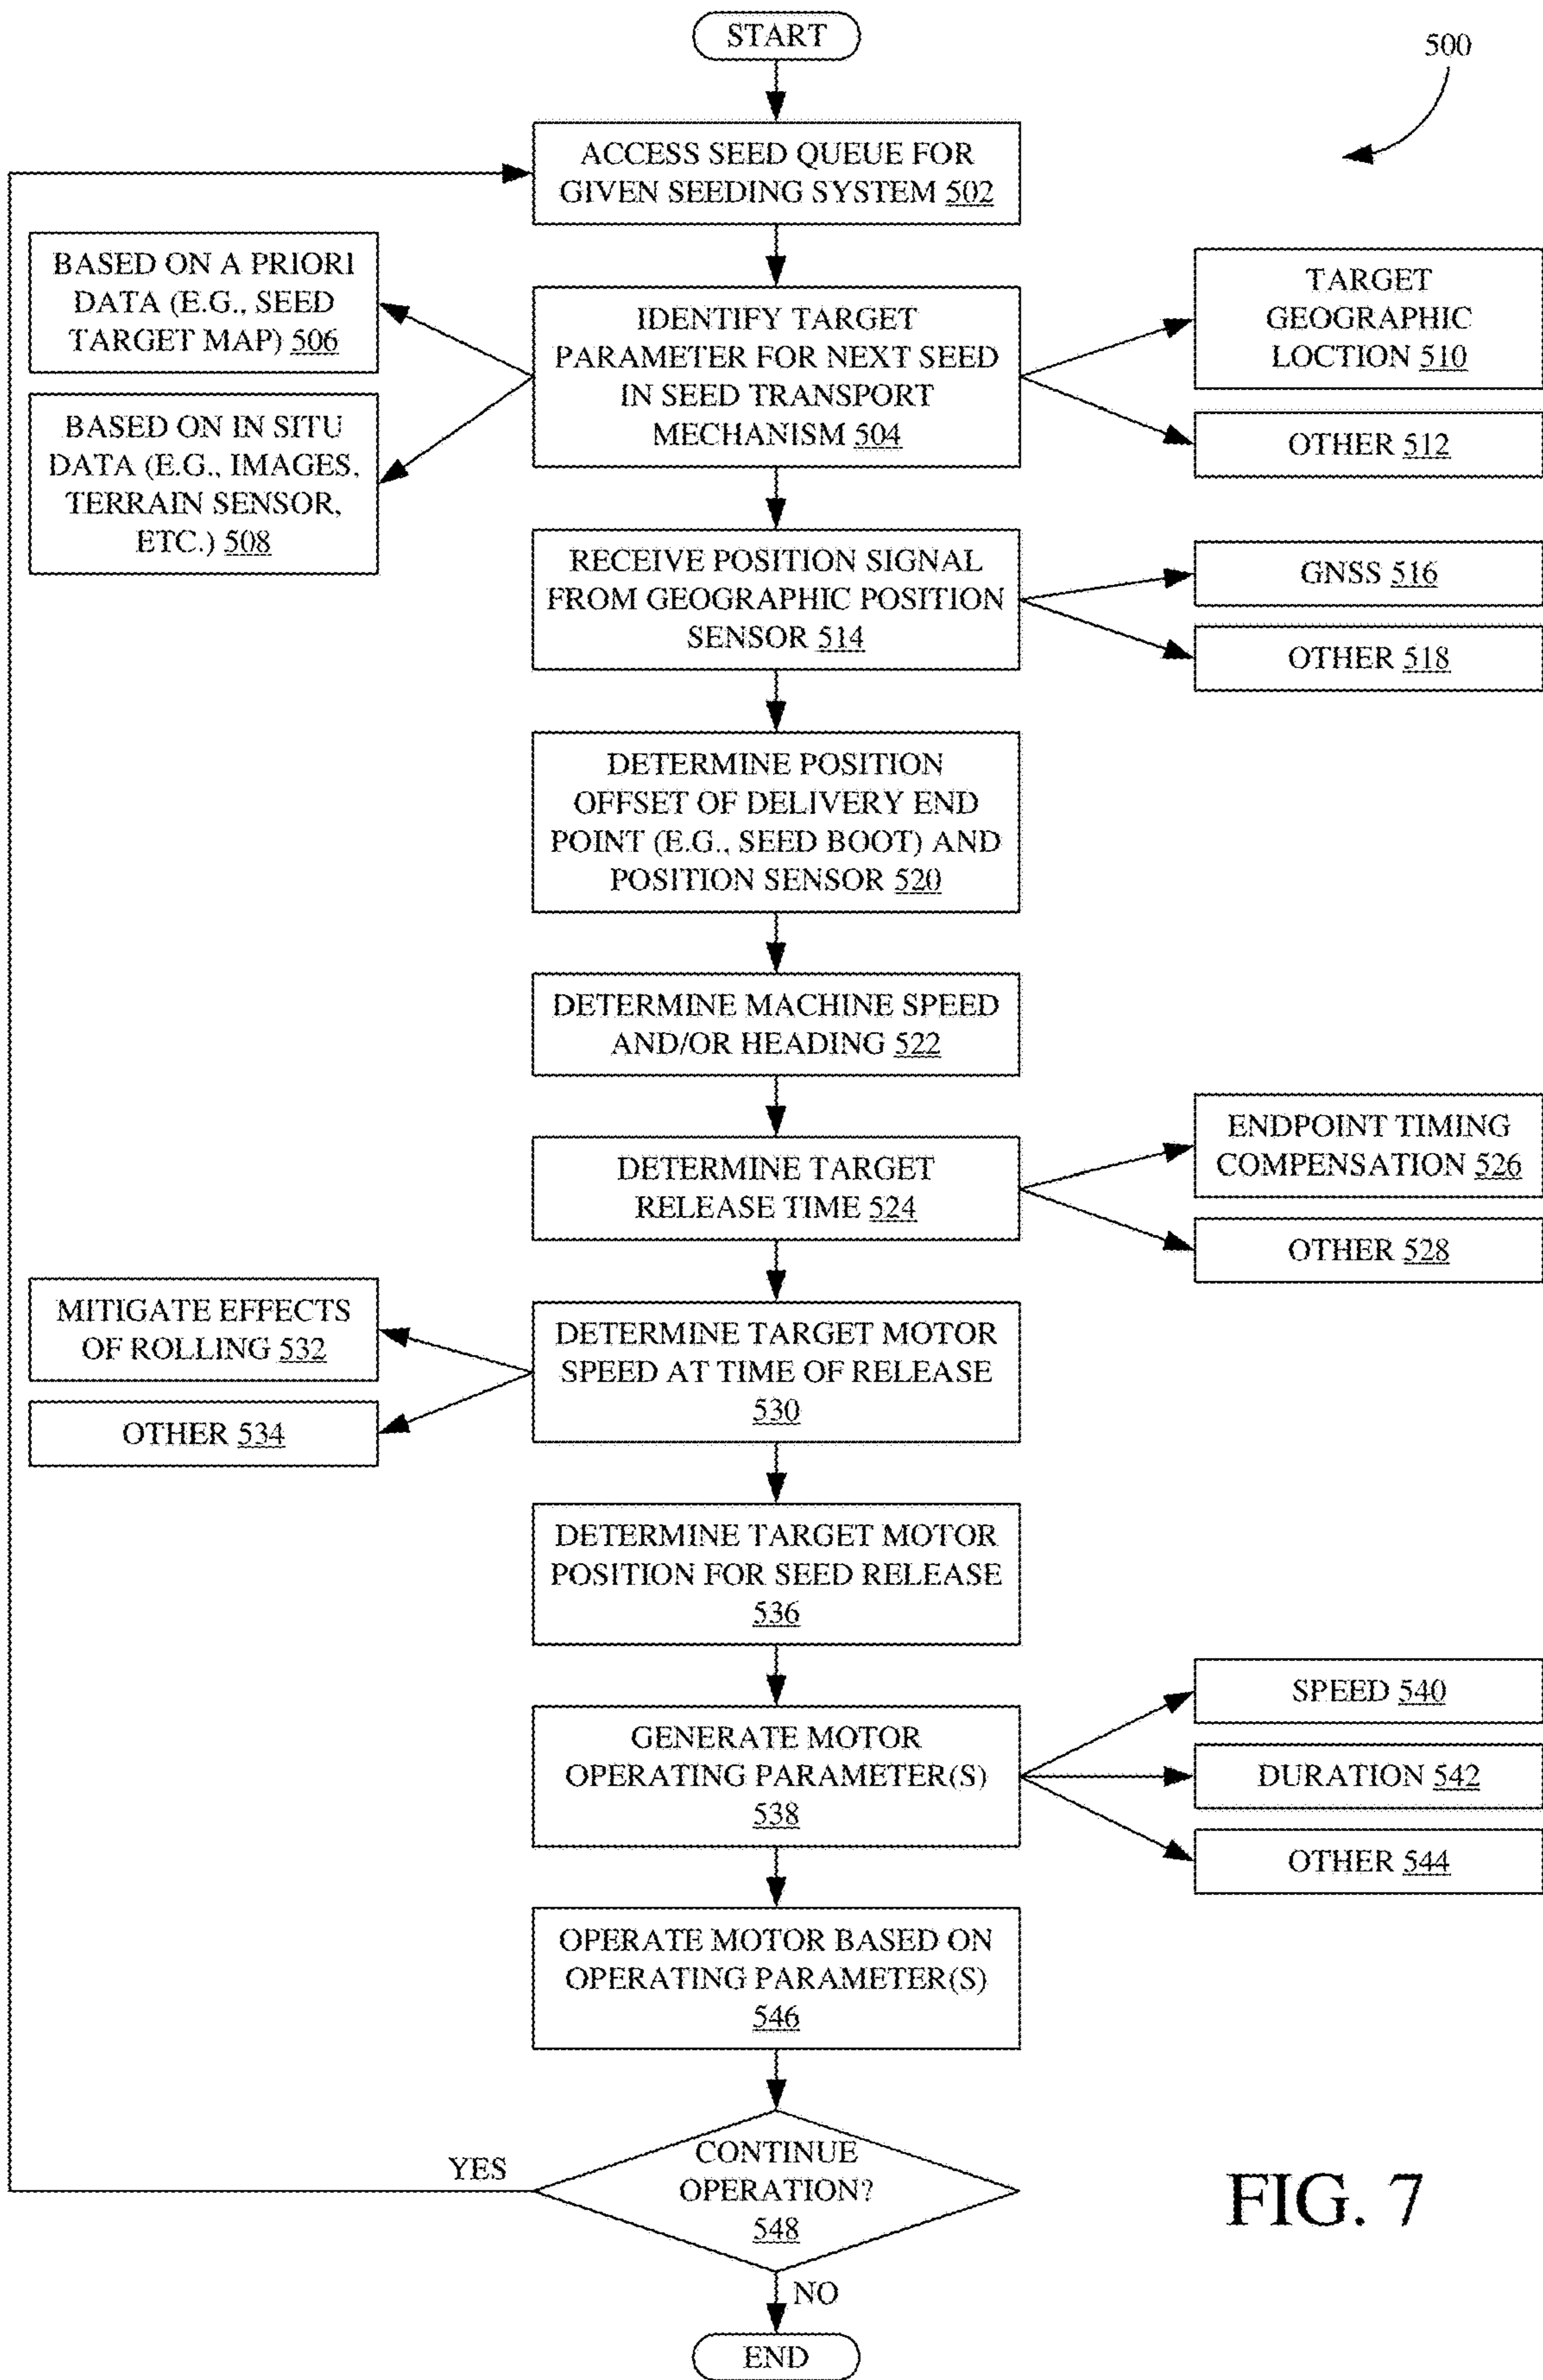 START
500
ACCESS SEED QUEUE FOR
GIVEN SEEDING SYSTEM 502
BASED ON A PRIORI
DATA (E.G., SEED
TARGET MAP) 506
IDENTIFY TARGET
PARAMETER FOR NEXT SEED
IN SEED TRANSPORT
MECHANISM 504
TARGET
GEOGRAPHIC
LOCTION 510
BASED ON IN SITU
DATA (E.G., IMAGES,
TERRAIN SENSOR,
ETC.) 508
OTHER 512
RECEIVE POSITION SIGNAL
FROM GEOGRAPHIC POSITION
SENSOR 514
GNSS 516
OTHER 518
DETERMINE POSITION
OFFSET OF DELIVERY END
POINT (E.G., SEED BOOT) AND
POSITION SENSOR 520
DETERMINE MACHINE SPEED
AND/OR HEADING 522
DETERMINE TARGET
RELEASE TIME 524
ENDPOINT TIMING
COMPENSATION 526
OTHER 528
MITIGATE EFFECTS
OF ROLLING 532
OTHER 534
DETERMINE TARGET MOTOR
SPEED AT TIME OF RELEASE
530
DETERMINE TARGET MOTOR
POSITION FOR SEED RELEASE
536
GENERATE MOTOR
OPERATING PARAMETER(S)
538
SPEED 540
DURATION 542
OTHER 544
OPERATE MOTOR BASED ON
OPERATING PARAMETER(S)
546
CONTINUE
OPERATION?
548
YES
NO
END
FIG. 7